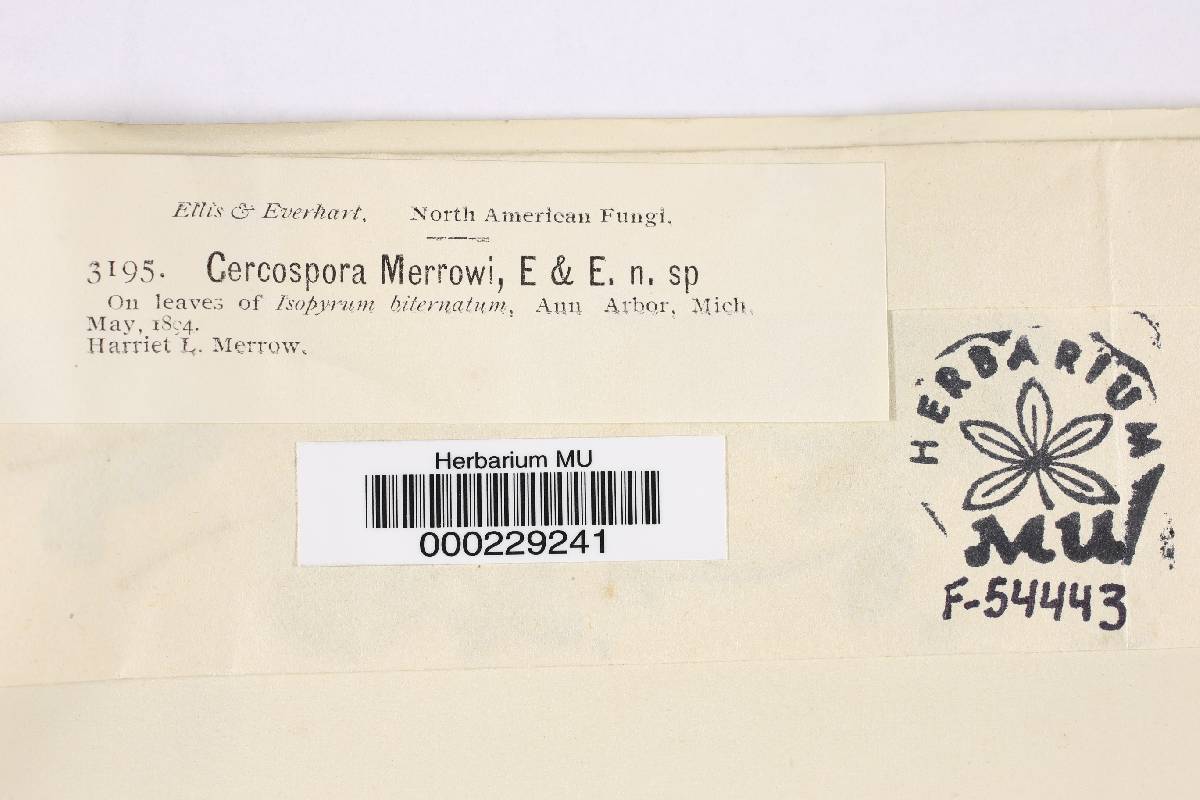 Ellis & Everhart, North American Fungi.
3195. Cercospora Merrowi, E & E. n. sp
On leaves of Isopyrum biternatum, Ann Arbor, Mich.
May, 1894.
Harriet L. Merrow.
Herbarium MU
000229241
HERBARIUM
MU
F-54443